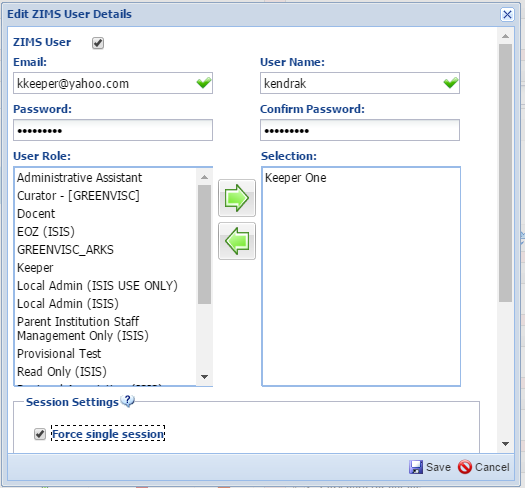 Edit ZIMS User Details
ZIMS User
Email: User Name:
kkeeper@yahoo.com kendrak
Password: Confirm Password:
••••••••• •••••••••
User Role: Selection:
Administrative Assistant Keeper One
Curator - [GREENVISC]
Docent
EOZ (ISIS)
GREENVISC_ARKS
Keeper
Local Admin (ISIS USE ONLY)
Local Admin (ISIS)
Parent Institution Staff
Management Only (ISIS)
Provisional Test
Read Only (ISIS)
Session Settings ?
Force single session
Save Cancel